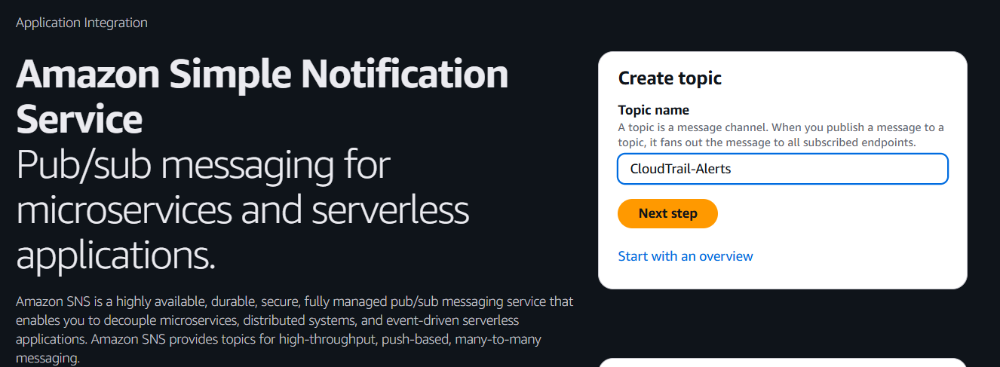 Application Integration
Amazon Simple Notification
Service
Pub/sub messaging for
microservices and serverless
applications.
Amazon SNS is a highly available, durable, secure, fully managed pub/sub messaging service that
enables you to decouple microservices, distributed systems, and event-driven serverless
applications. Amazon SNS provides topics for high-throughput, push-based, many-to-many
messaging.
Create topic
Topic name
A topic is a message channel. When you publish a message to a
topic, it fans out the message to all subscribed endpoints.
CloudTrail-Alerts
Next step
Start with an overview